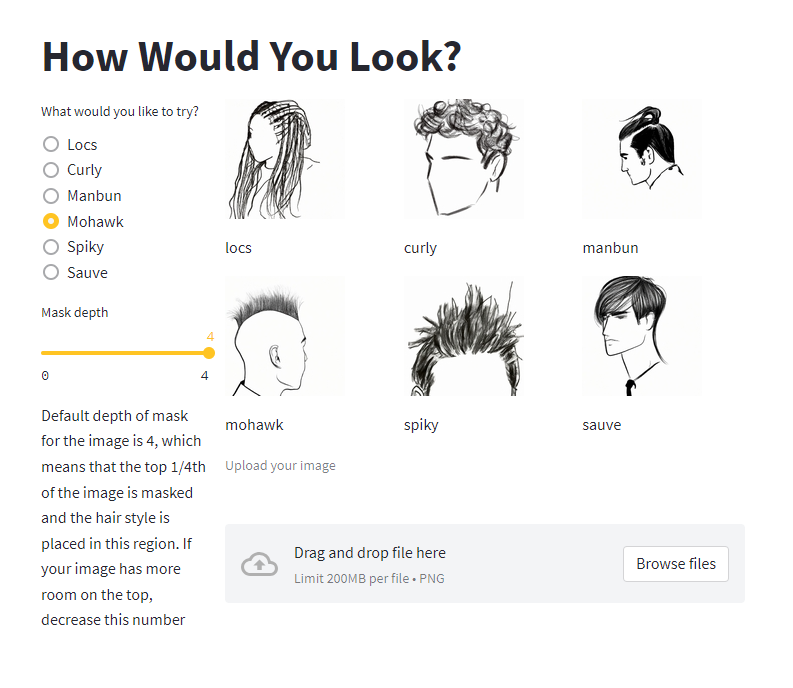 How Would You Look?
What would you like to try?
Locs
Curly
Manbun
Mohawk
Spiky
Sauve
Mask depth
4
0
4
Default depth of mask
for the image is 4, which
means that the top 1/4th
of the image is masked
and the hair style is
placed in this region. If
your image has more
room on the top,
decrease this number
locs
curly
manbun
mohawk
spiky
sauve
Upload your image
Drag and drop file here
Limit 200MB per file • PNG
Browse files